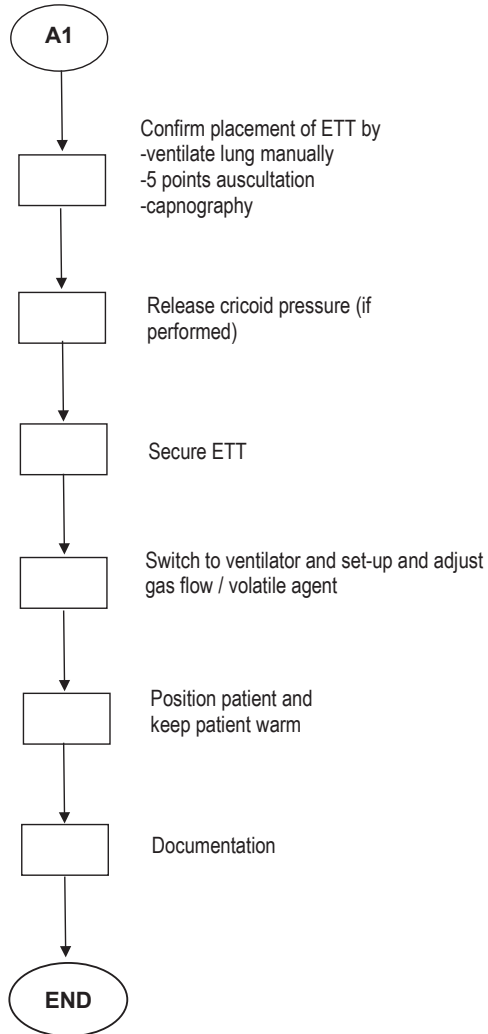 A1
Confirm placement of ETT by
-ventilate lung manually
-5 points auscultation
-capnography
Release cricoid pressure (if
performed)
Secure ETT
Switch to ventilator and set-up and adjust
gas flow / volatile agent
Position patient and
keep patient warm
Documentation
END